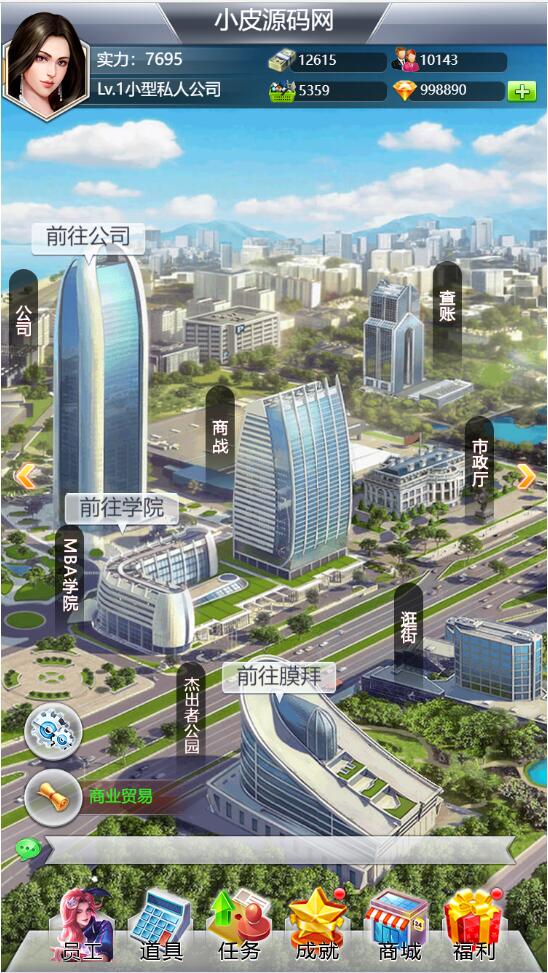 小皮源码网
实力：7695
12615
10143
Lv.1小型私人公司
5359
998890
前往公司
公司
查账
商战
市政厅
前往学院
MBA学院
逛街
前往膜拜
杰出者公园
商业贸易
员工
道具
任务
成就
商城
福利